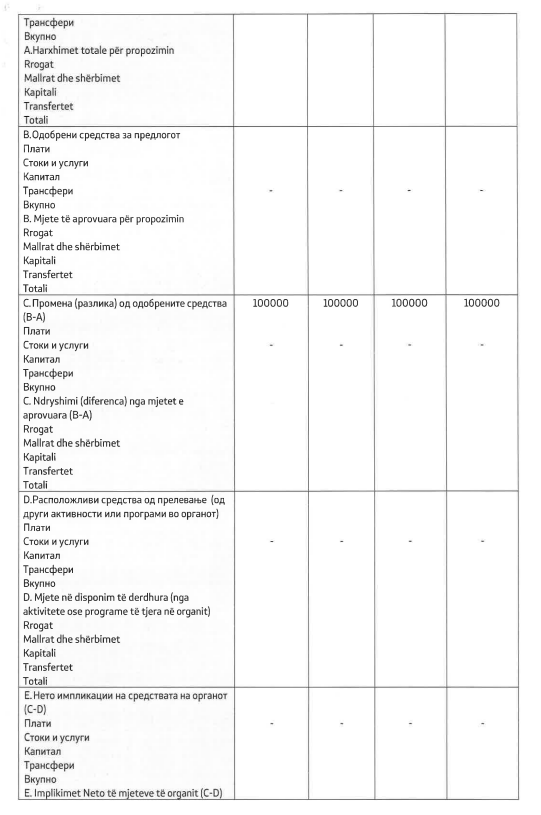 Трансфери
Вкупно
A.Harxhimet totale për propozimin
Rrogat
Mallrat dhe shërbimet
Kapitali
Transfertet
Totali
B.Одобрени средства за предлогот
Плати
Стоки и услуги
Капитал
Трансфери - - - -
Вкупно
B. Mjete të aprovuara për propozimin
Rrogat
Mallrat dhe shërbimet
Kapitali
Transfertet
Totali
C.Промена (разлика) од одобрените средства 100000 100000 100000 100000
(B-A)
Плати
Стоки и услуги - - - -
Капитал
Трансфери
Вкупно
C. Ndryshimi (diferenca) nga mjetet e
aprovuara (B-A)
Rrogat
Mallrat dhe shërbimet
Kapitali
Transfertet
Totali
D.Расположливи средства од прелевање (од
други активности или програми во органот)
Плати
Стоки и услуги - - - -
Капитал
Трансфери
Вкупно
D. Mjete në disponim të derdhura (nga
aktivitete ose programe të tjera në organit)
Rrogat
Mallrat dhe shërbimet
Kapitali
Transfertet
Totali
E. Нето импликации на средствата на органот
(C-D)
Плати - - - -
Стоки и услуги
Капитал
Трансфери
Вкупно
E. Implikimet Neto të mjeteve të organit (C-D)